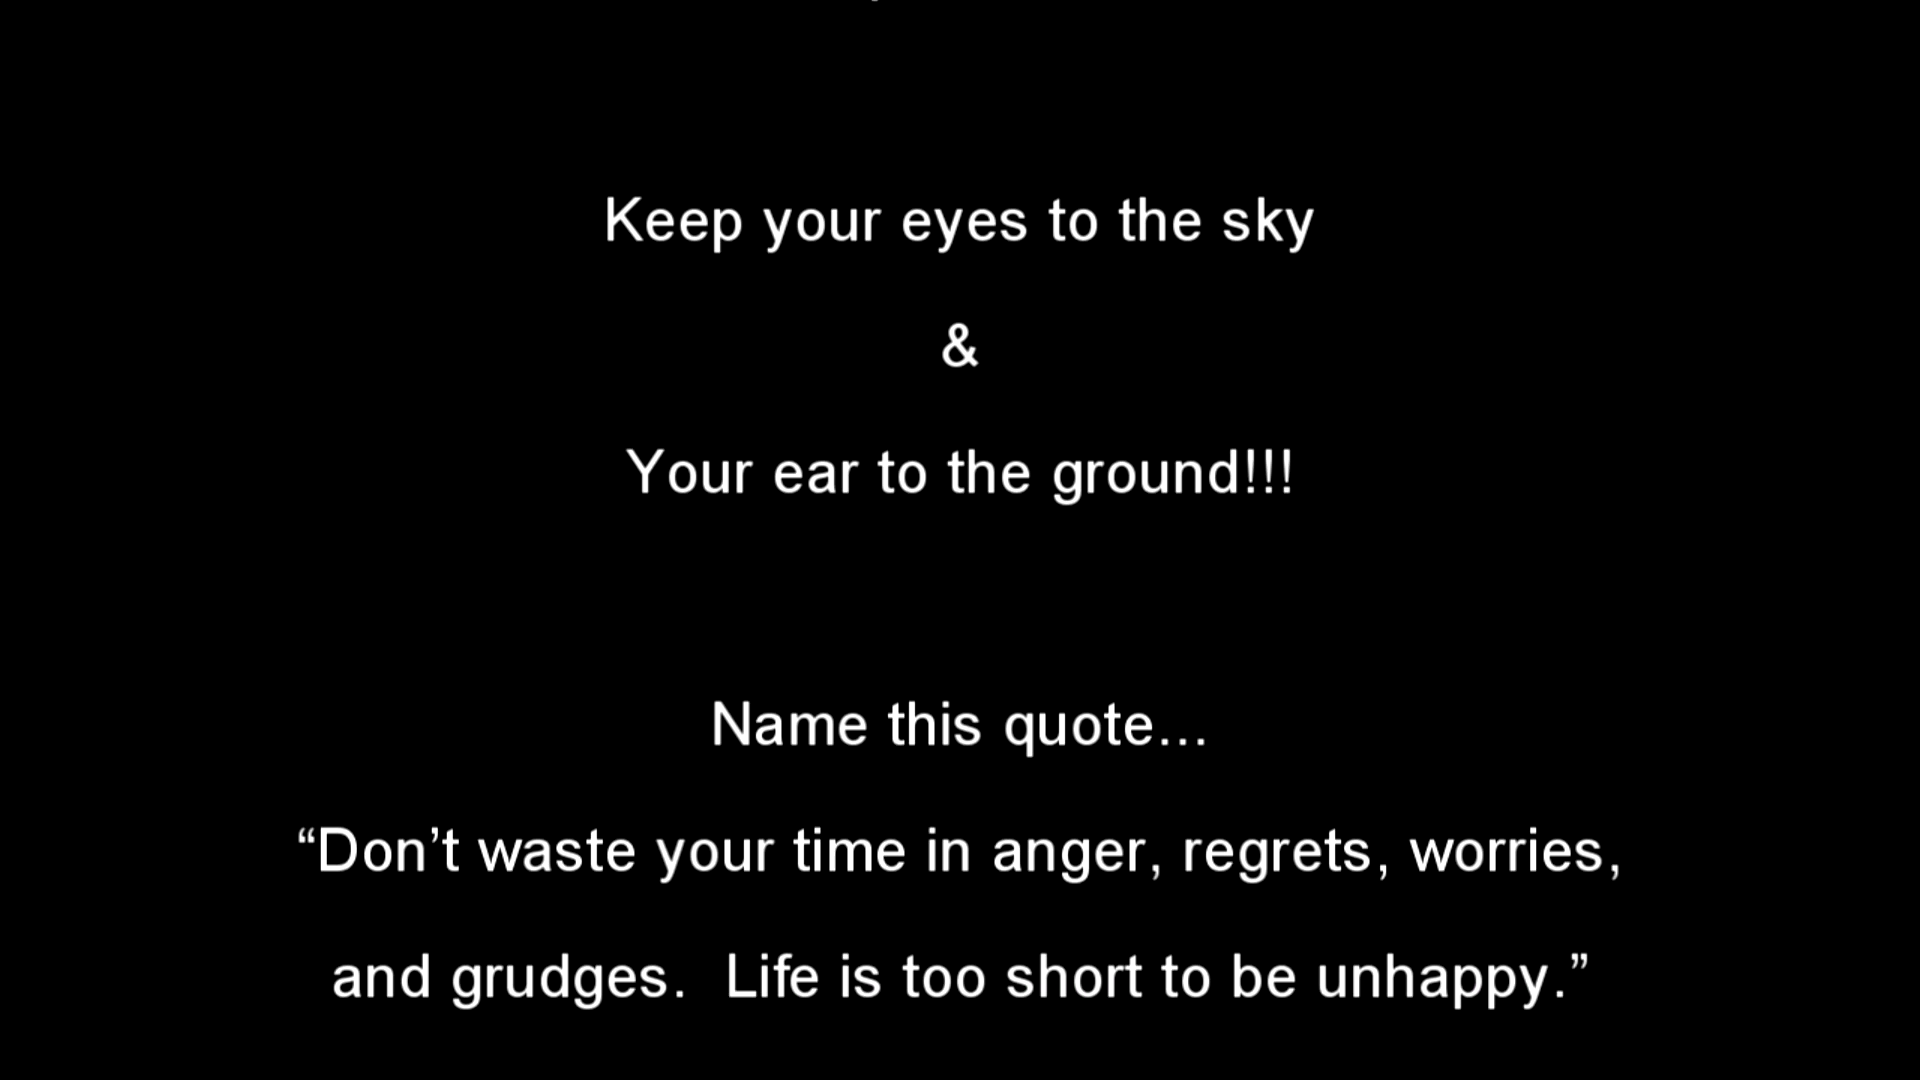 Keep your eyes to the sky
&
Your ear to the ground!!!
Name this quote...
“Don’t waste your time in anger, regrets, worries,
and grudges.  Life is too short to be unhappy.”